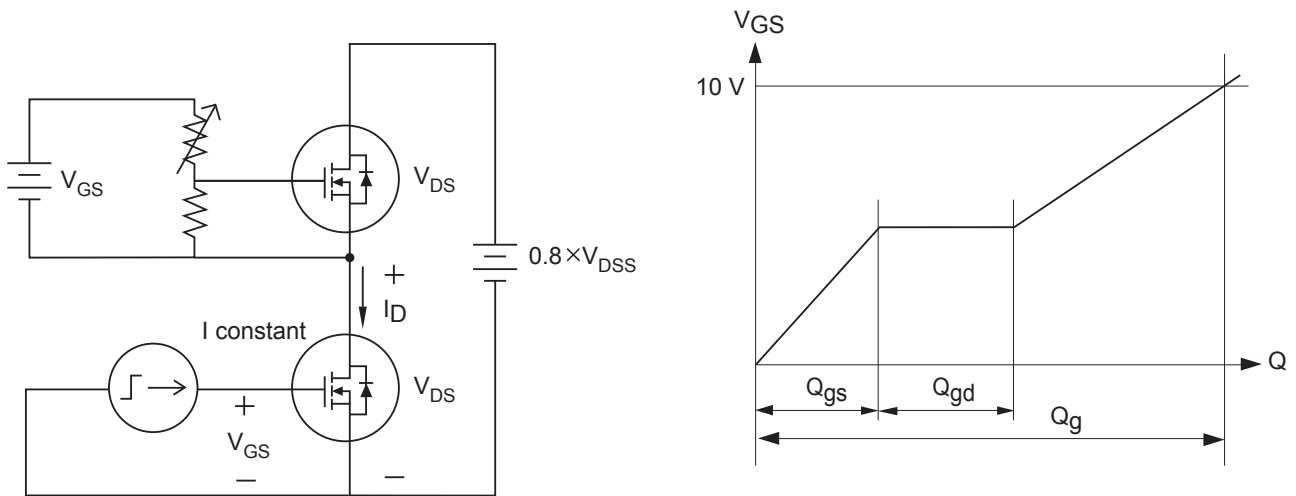 V_GS
V_DS
0.8×V_DSS
+
I_D
I constant
V_DS
+
V_GS
−
−
V_GS
10 V
Q
Q_gs
Q_gd
Q_g